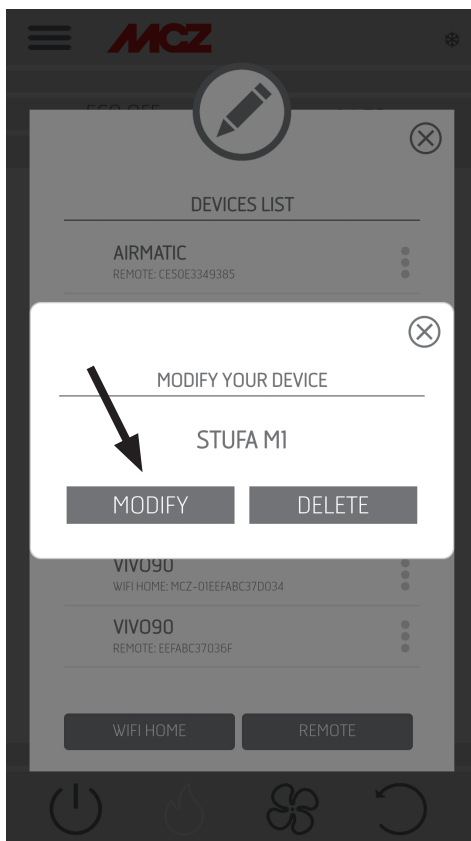 MCZ
DEVICES LIST
AIRMATIC
REMOTE: CE50E3349385
MODIFY YOUR DEVICE
STUFA M1
MODIFY DELETE
VIVO90
WIFI HOME: MCZ-01EEFABC37D034
VIVO90
REMOTE: EEFABC37036F
WIFI HOME REMOTE